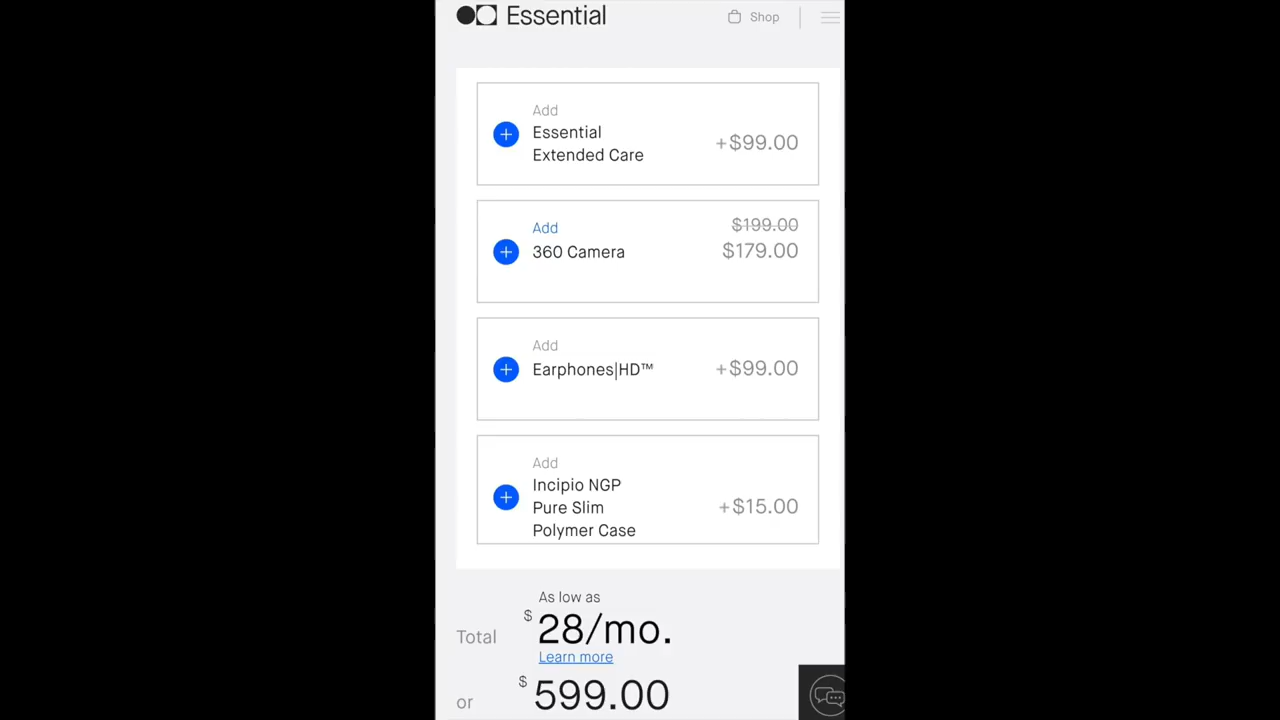 Essential
Shop
Add
Essential
Extended Care
+$99.00
Add
360 Camera
$199.00
$179.00
Add
Earphones|HD™
+$99.00
Add
Incipio NGP
Pure Slim
Polymer Case
+$15.00
As low as
Total
$28/mo.
Learn more
or
$599.00